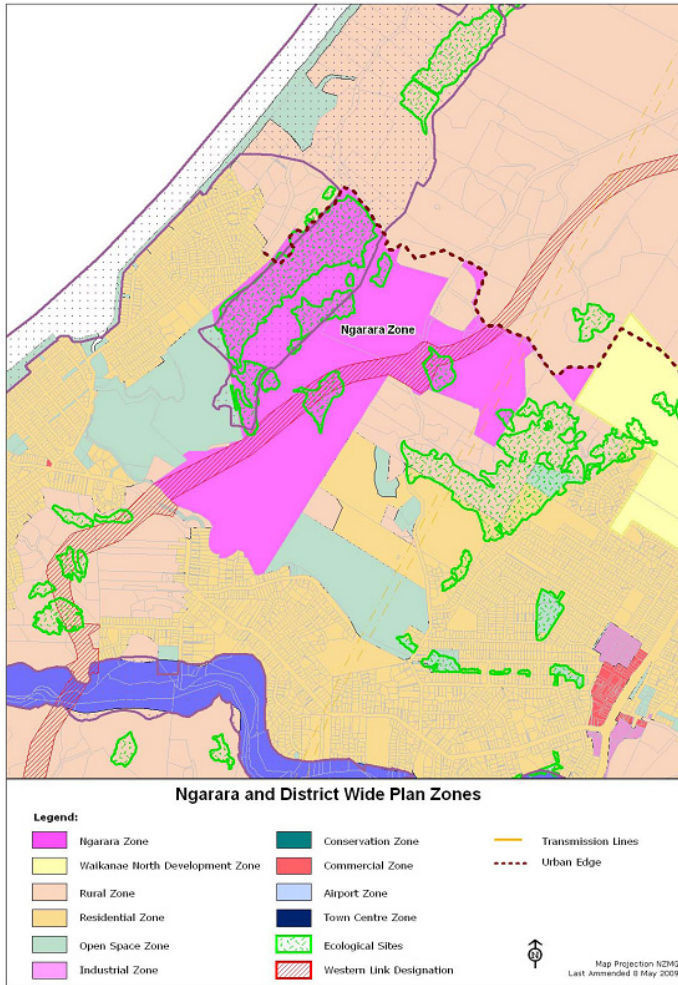 Ngarara Zone
Ngarara and District Wide Plan Zones
Legend:
Ngarara Zone
Waikanae North Development Zone
Rural Zone
Residential Zone
Open Space Zone
Industrial Zone
Conservation Zone
Commercial Zone
Airport Zone
Town Centre Zone
Ecological Sites
Western Link Designation
Transmission Lines
Urban Edge
N
Map Projection NZMG
Last Ammended 8 May 2009